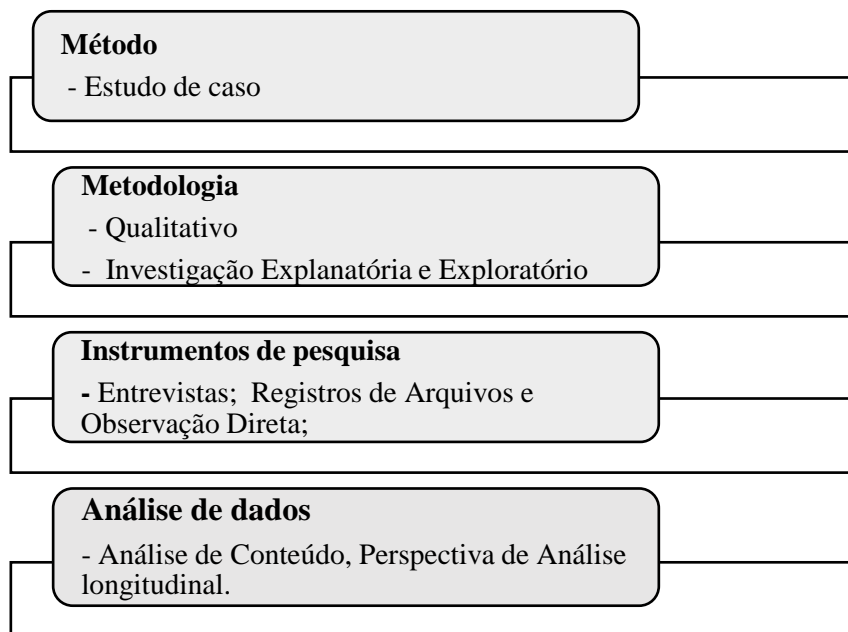 Método
- Estudo de caso
Metodologia
- Qualitativo
- Investigação Explanatória e Exploratório
Instrumentos de pesquisa
- Entrevistas; Registros de Arquivos e
Observação Direta;
Análise de dados
- Análise de Conteúdo, Perspectiva de Análise
longitudinal.